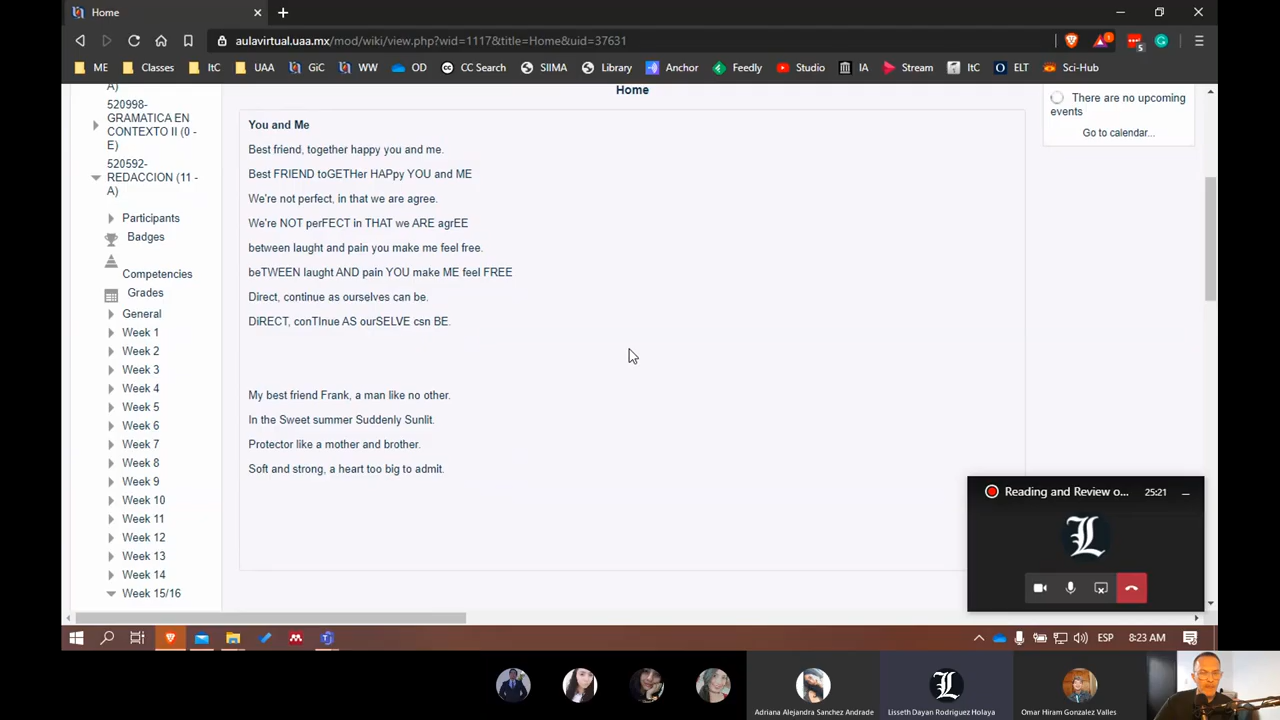 Home
aulavirtual.uaa.mx/mod/wiki/view.php?wid=1117&title=Home&uid=37631
5
ME
Classes
ItC
UAA
GiC
WW
OD
CC Search
SIIMA
Library
Anchor
Feedly
Studio
IA
Stream
ItC
ELT
Sci-Hub
A)
520998-
GRAMATICA EN
CONTEXTO II (0 -
E)
520592-
REDACCION (11 -
A)
Participants
Badges
Competencies
Grades
General
Week 1
Week 2
Week 3
Week 4
Week 5
Week 6
Week 7
Week 8
Week 9
Week 10
Week 11
Week 12
Week 13
Week 14
Week 15/16
Home
You and Me
Best friend, together happy you and me.
Best FRIEND toGETHer HAPpy YOU and ME
We're not perfect, in that we are agree.
We're NOT perFECT in THAT we ARE agrEE
between laught and pain you make me feel free.
beTWEEN laught AND pain YOU make ME feel FREE
Direct, continue as ourselves can be.
DiRECT, conTInue AS ourSELVE csn BE.
My best friend Frank, a man like no other.
In the Sweet summer Suddenly Sunlit.
Protector like a mother and brother.
Soft and strong, a heart too big to admit.
There are no upcoming
events
Go to calendar...
Reading and Review o...
25:21
L
ESP
8:23 AM
Adriana Alejandra Sanchez Andrade
L
Lisseth Dayan Rodriguez Holaya
Omar Hiram Gonzalez Valles